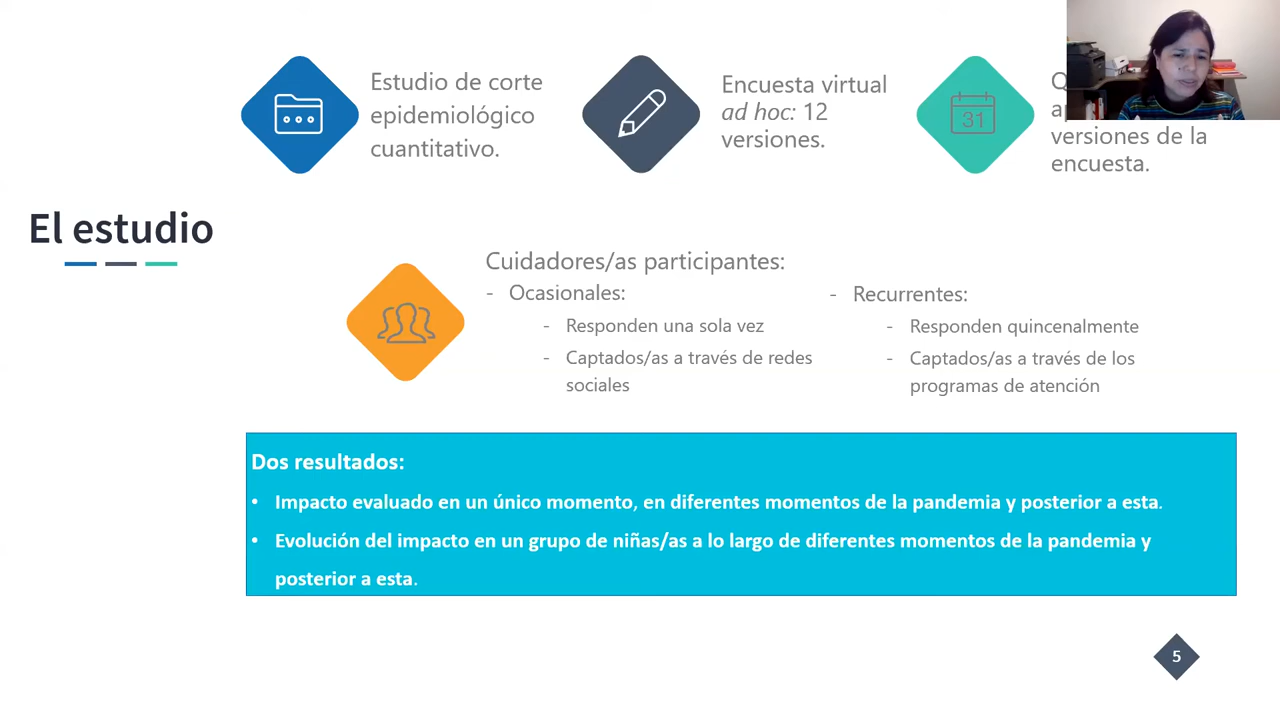 Estudio de corte
epidemiológico
cuantitativo.
Encuesta virtual
ad hoc: 12
versiones.
31
versiones de la
encuesta.
El estudio
Cuidadores/as participantes:
- Ocasionales:
- Responden una sola vez
- Captados/as a través de redes
sociales
- Recurrentes:
- Responden quincenalmente
- Captados/as a través de los
programas de atención
Dos resultados:
• Impacto evaluado en un único momento, en diferentes momentos de la pandemia y posterior a esta.
• Evolución del impacto en un grupo de niñas/as a lo largo de diferentes momentos de la pandemia y
posterior a esta.
5